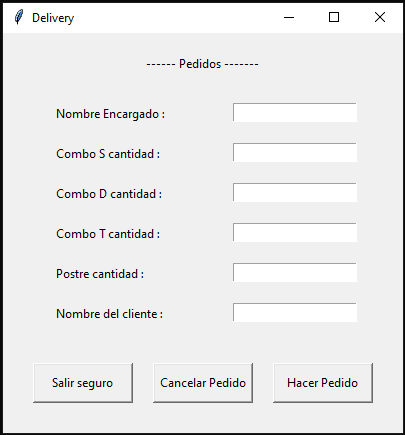 Delivery
------ Pedidos -------
Nombre Encargado :
Combo S cantidad :
Combo D cantidad :
Combo T cantidad :
Postre cantidad :
Nombre del cliente :
Salir seguro Cancelar Pedido Hacer Pedido